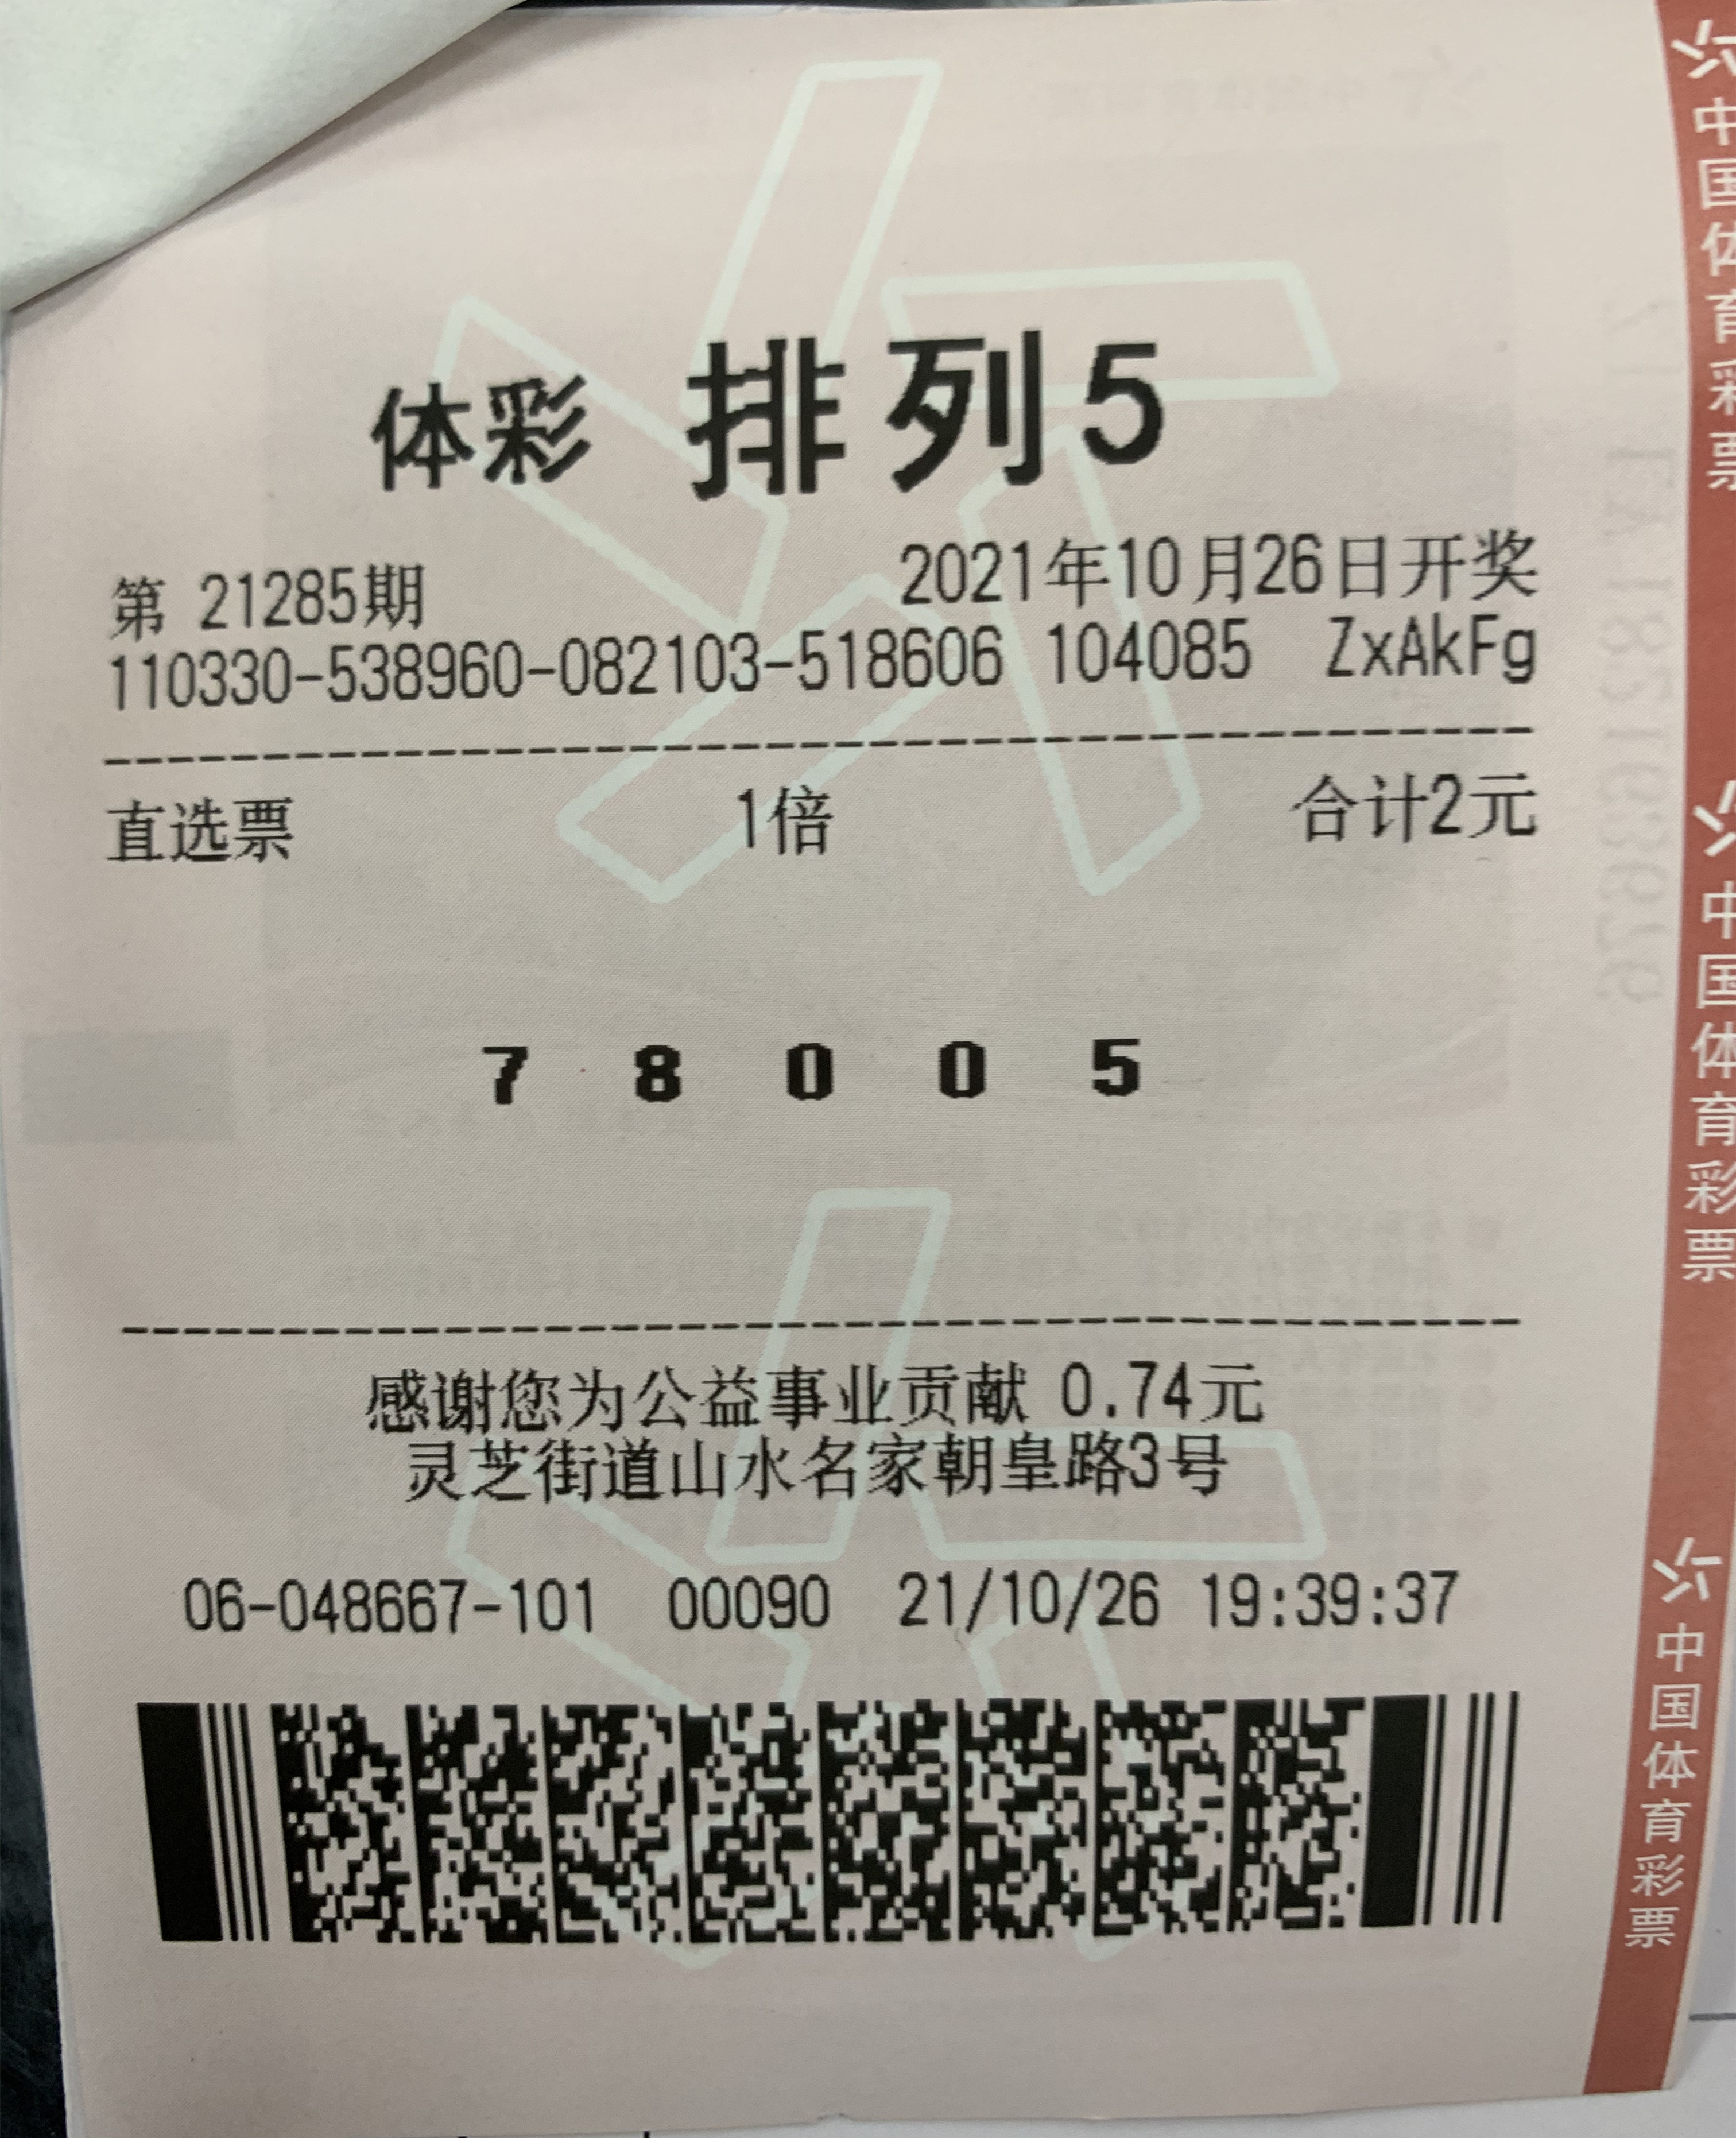 体彩 排列5
第 21285期 2021年10月26日开奖
110330-538960-082103-518606 104085 ZxAkFg
直选票 1倍 合计2元
7 8 0 0 5
感谢您为公益事业贡献 0.74元
灵芝街道山水名家朝皇路3号
06-048667-101 00090 21/10/26 19:39:37
中国体育彩票
中国体育彩票
中国体育彩票